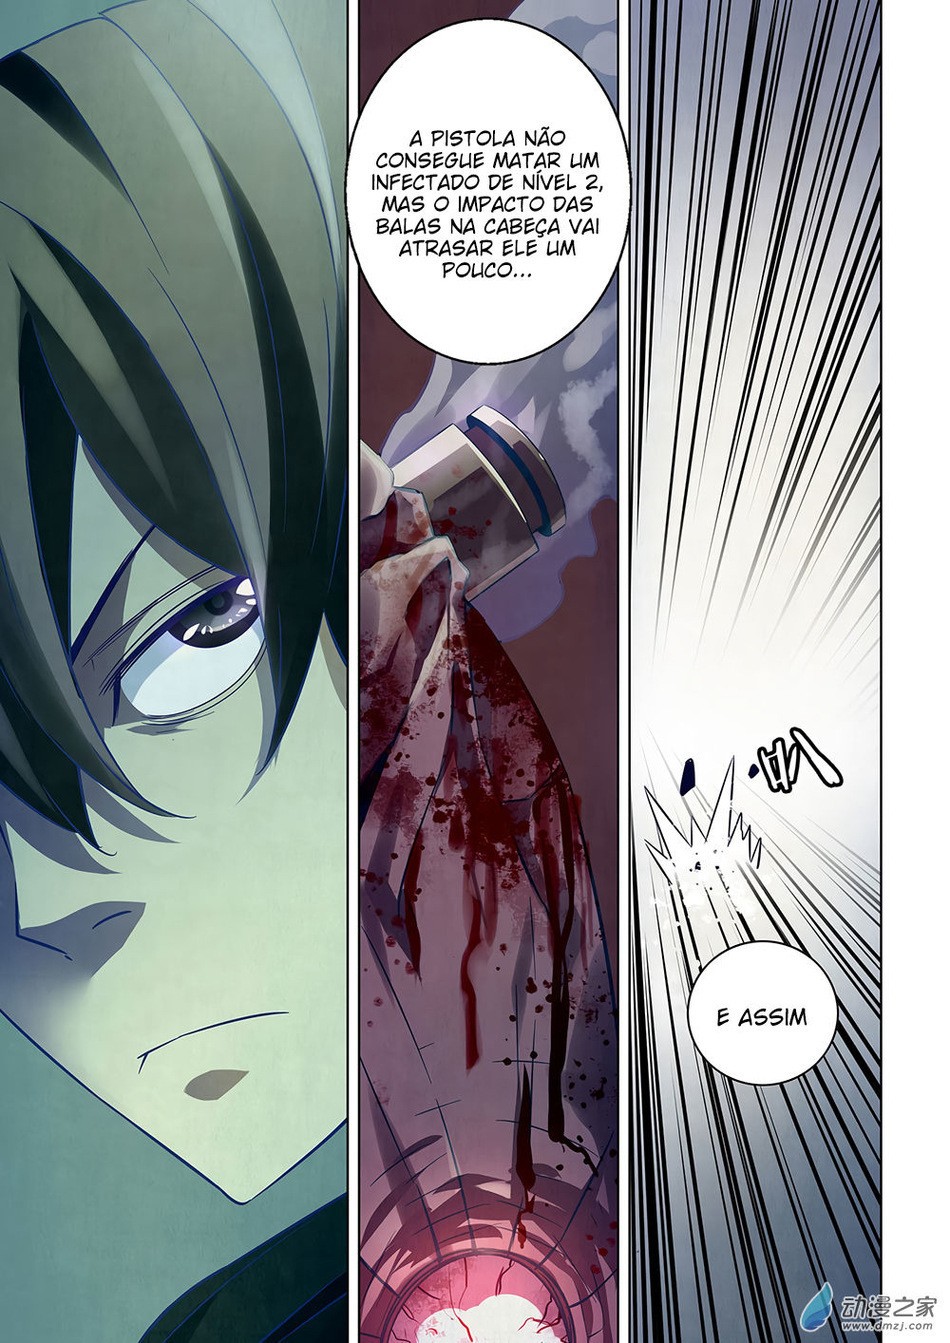 A PISTOLA NÃO
CONSEGUE MATAR UM
INFECTADO DE NÍVEL 2,
MAS O IMPACTO DAS
BALAS NA CABEÇA VAI
ATRASAR ELE UM
POUCO...
E ASSIM
动漫之家
www.dmzj.com